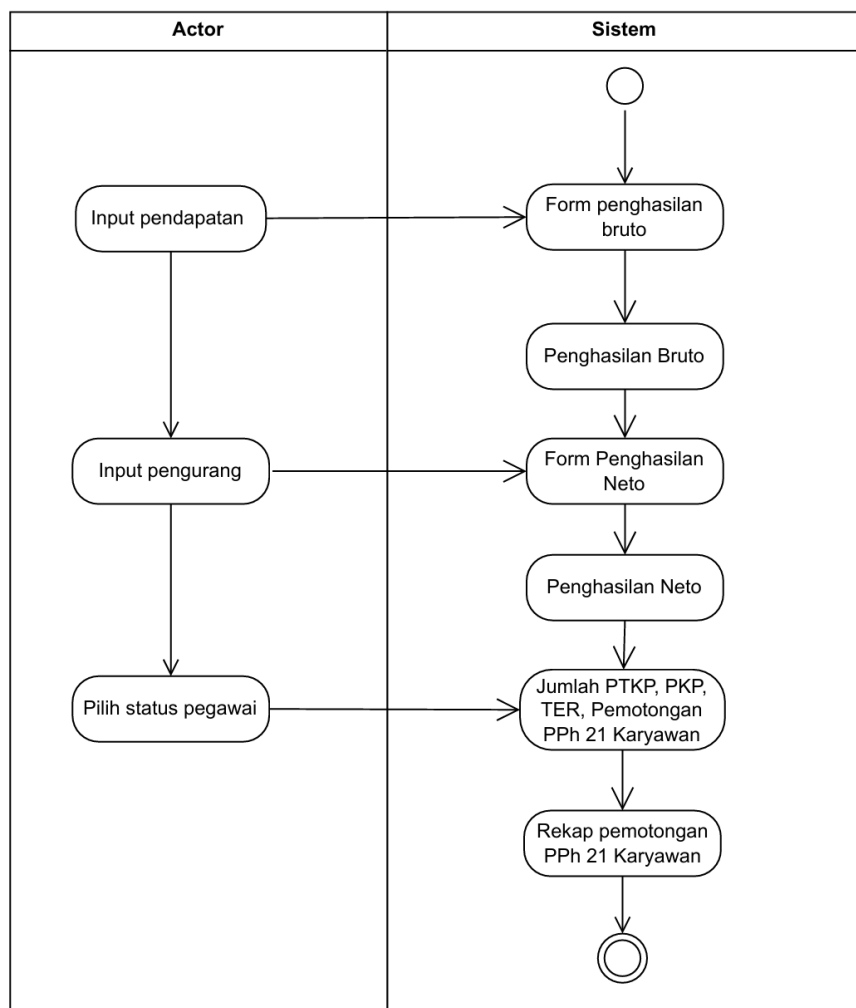 Actor
Sistem
Input pendapatan
Form penghasilan
bruto
Penghasilan Bruto
Input pengurang
Form Penghasilan
Neto
Penghasilan Neto
Pilih status pegawai
Jumlah PTKP, PKP,
TER, Pemotongan
PPh 21 Karyawan
Rekap pemotongan
PPh 21 Karyawan